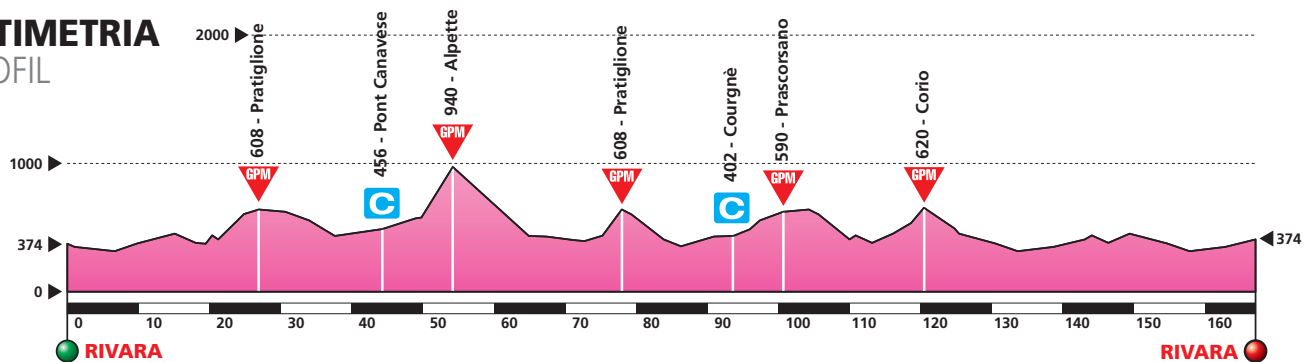 TIMETRIA
OFIL
2000
1000
374
0
608 - Pratiglione
GPM
456 - Pont Canavese
C
940 - Alpette
GPM
608 - Pratiglione
GPM
402 - Courgnè
C
590 - Prascorsano
GPM
620 - Corio
GPM
374
0 10 20 30 40 50 60 70 80 90 100 110 120 130 140 150 160
RIVARA
RIVARA